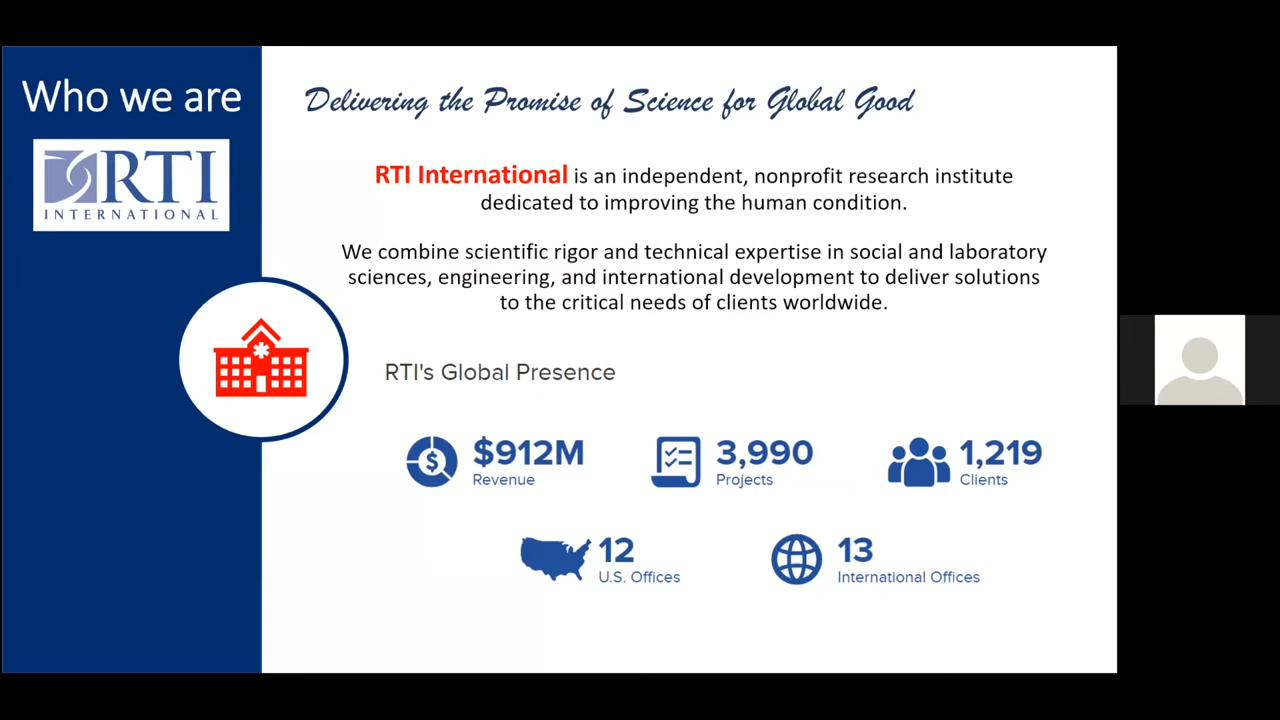 Who we are
RTI
INTERNATIONAL
Delivering the Promise of Science for Global Good
RTI International is an independent, nonprofit research institute
dedicated to improving the human condition.
We combine scientific rigor and technical expertise in social and laboratory
sciences, engineering, and international development to deliver solutions
to the critical needs of clients worldwide.
RTI's Global Presence
$912M
Revenue
3,990
Projects
1,219
Clients
12
U.S. Offices
13
International Offices